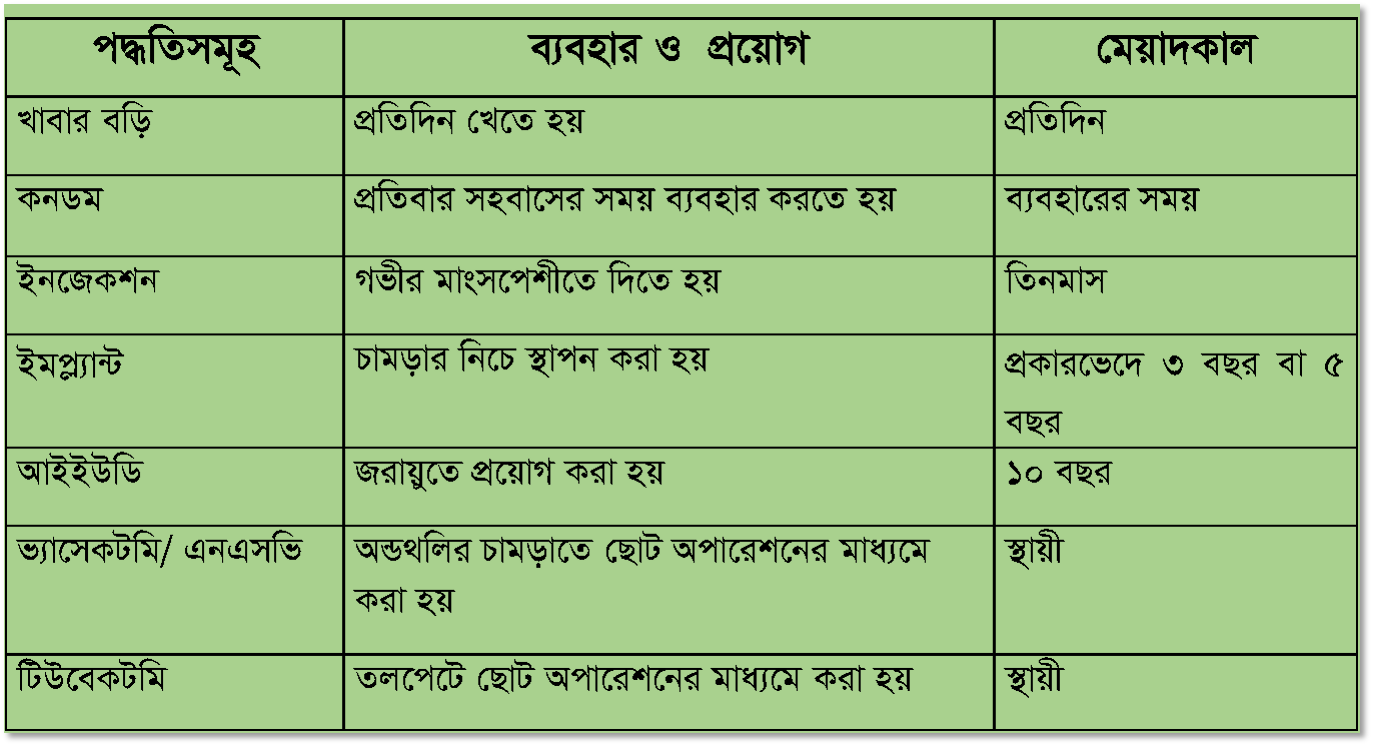 পদ্ধতিসমূহ ব্যবহার ও প্রয়োগ মেয়াদকাল
খাবার বড়ি প্রতিদিন খেতে হয় প্রতিদিন
কনডম প্রতিবার সহবাসের সময় ব্যবহার করতে হয় ব্যবহারের সময়
ইনজেকশন গভীর মাংসপেশীতে দিতে হয় তিনমাস
ইমপ্ল্যান্ট চামড়ার নিচে স্থাপন করা হয় প্রকারভেদে ৩ বছর বা ৫
বছর
আইইউডি জরায়ুতে প্রয়োগ করা হয় ১০ বছর
ভ্যাসেকটমি/ এনএসভি অন্ডথলির চামড়াতে ছোট অপারেশনের মাধ্যমে স্থায়ী
করা হয়
টিউবেকটমি তলপেটে ছোট অপারেশনের মাধ্যমে করা হয় স্থায়ী